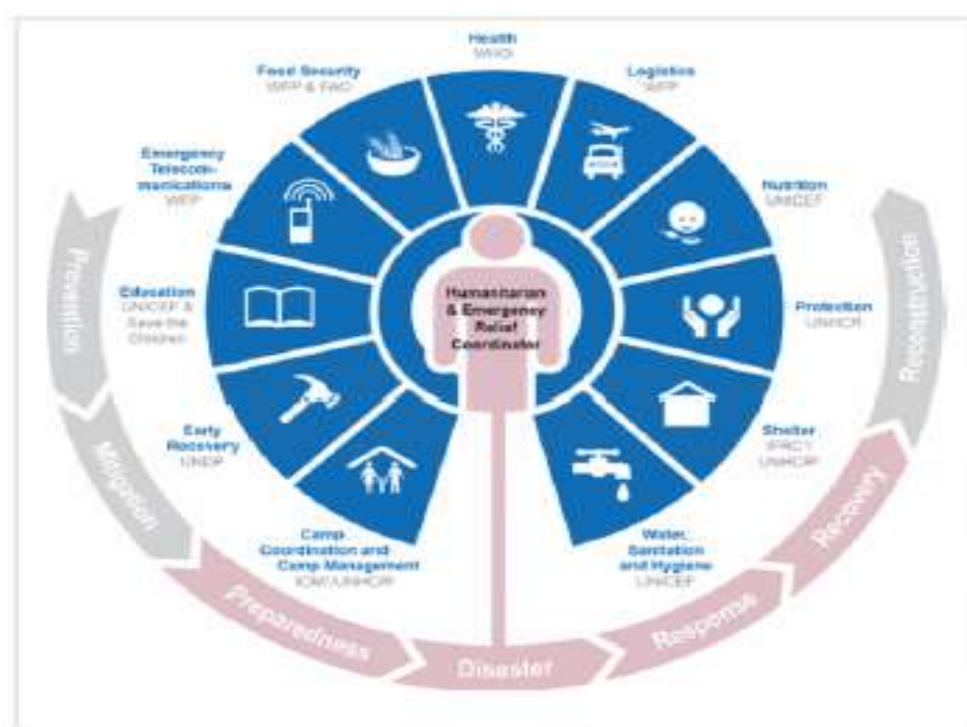 Health
WHO
Food Security
WFP & FAO
Logistics
WFP
Emergency
Telecom-
munications
WFP
Nutrition
UNICEF
Education
UNICEF &
Save the
Children
Humanitarian
& Emergency
Relief
Coordinator
Protection
UNHCR
Early
Recovery
UNDP
Shelter
IFRC/
UNHCR
Camp
Coordination and
Camp Management
IOM/UNHCR
Water,
Sanitation
and Hygiene
UNICEF
Prevention
Mitigation
Preparedness
Disaster
Response
Recovery
Reconstruction